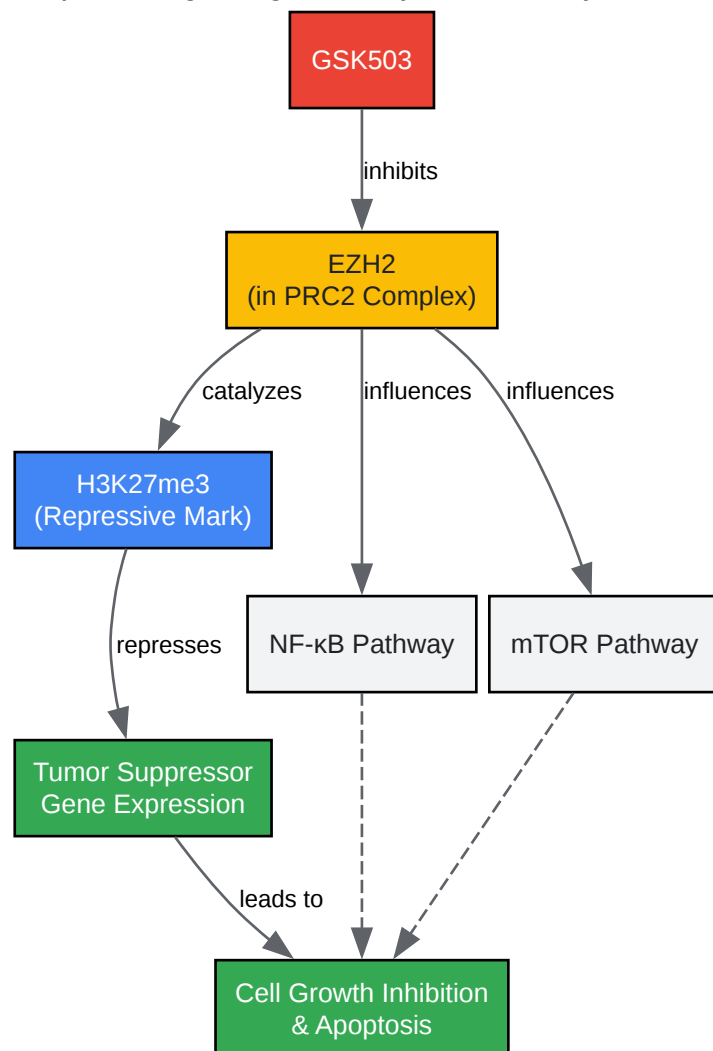 GSK503
inhibits
EZH2
(in PRC2 Complex)
catalyzes
influences
influences
H3K27me3
(Repressive Mark)
represses
NF-κB Pathway
mTOR Pathway
Tumor Suppressor
Gene Expression
leads to
Cell Growth Inhibition
& Apoptosis